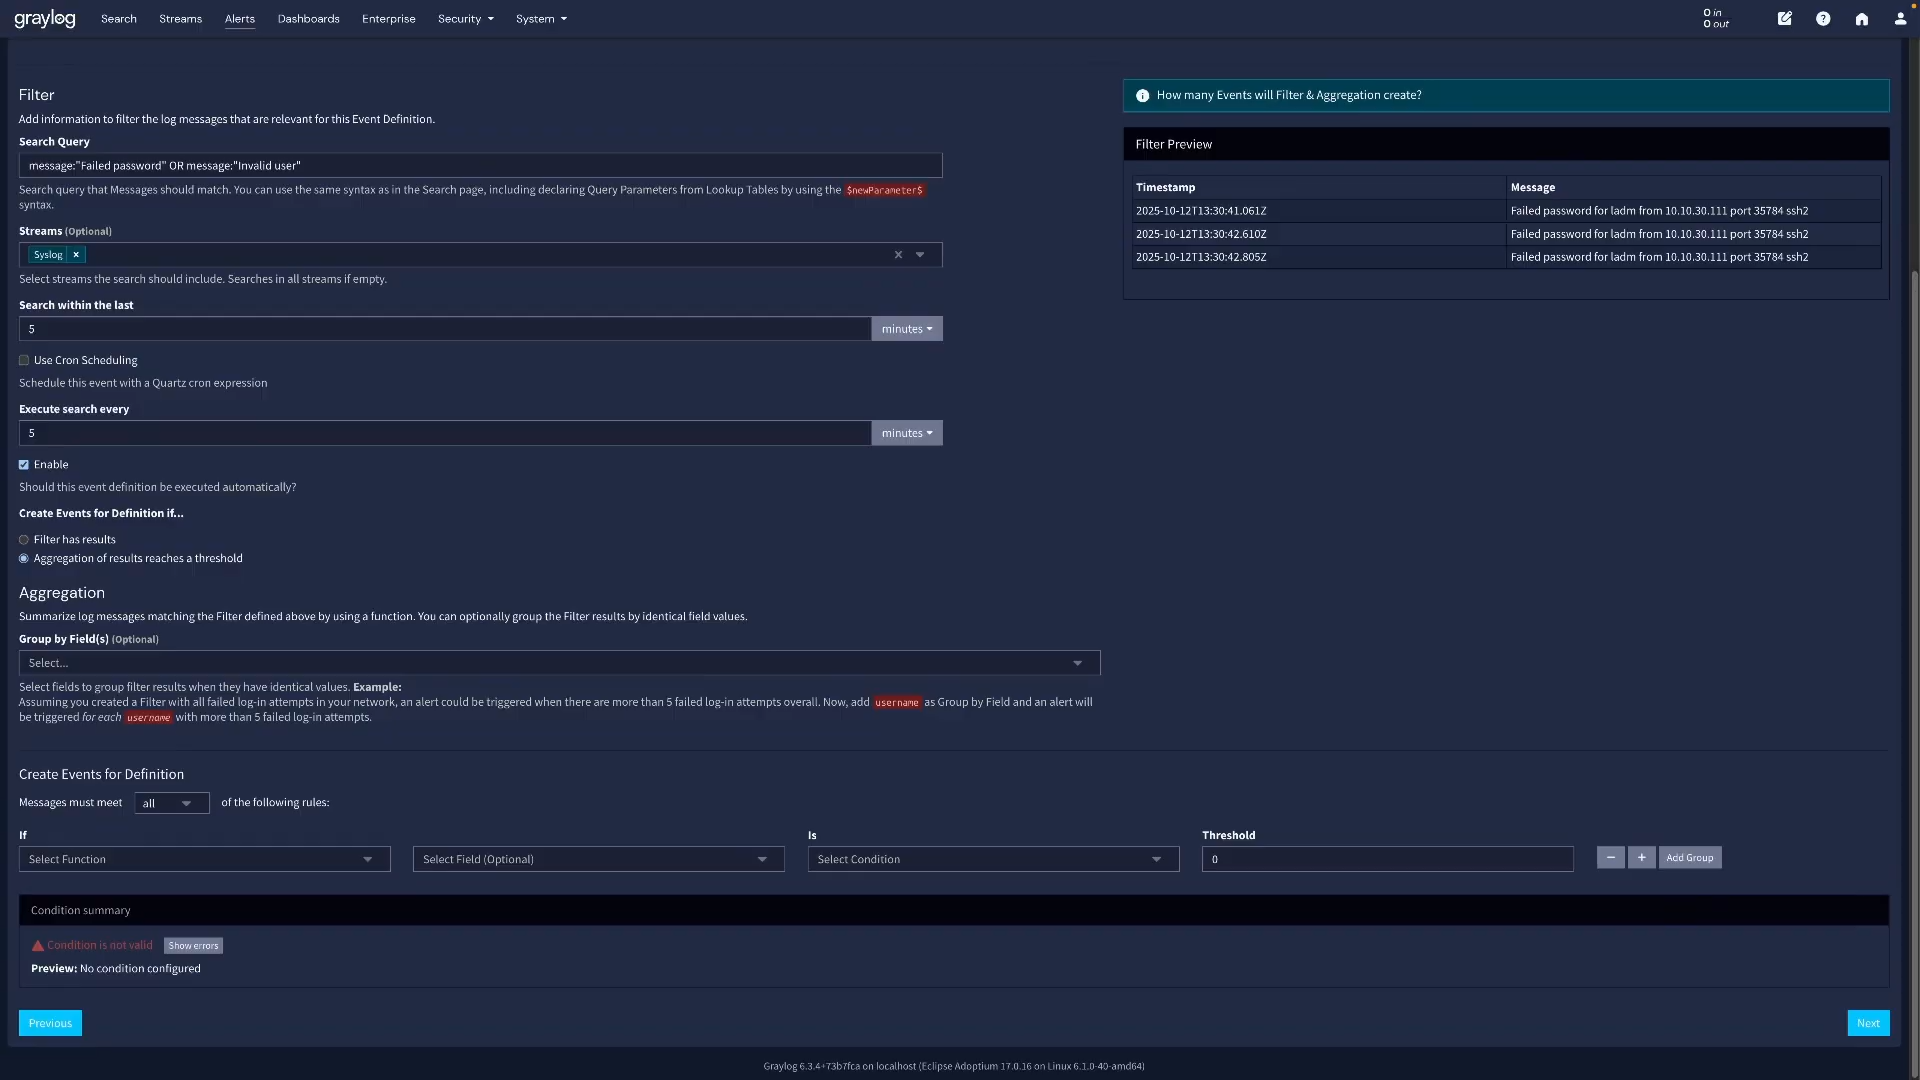 graylog Search Streams Alerts Dashboards Enterprise Security System 0 in
0 out
Filter
Add information to filter the log messages that are relevant for this Event Definition.
Search Query
message:"Failed password" OR message:"Invalid user"
Search query that Messages should match. You can use the same syntax as in the Search page, including declaring Query Parameters from Lookup Tables by using the $newParameter$
syntax.
Streams (Optional)
Syslog ×
Select streams the search should include. Searches in all streams if empty.
Search within the last
5 minutes
Use Cron Scheduling
Schedule this event with a Quartz cron expression
Execute search every
5 minutes
Enable
Should this event definition be executed automatically?
Create Events for Definition if...
Filter has results
Aggregation of results reaches a threshold
Aggregation
Summarize log messages matching the Filter defined above by using a function. You can optionally group the Filter results by identical field values.
Group by Field(s) (Optional)
Select...
Select fields to group filter results when they have identical values. Example:
Assuming you created a Filter with all failed log-in attempts in your network, an alert could be triggered when there are more than 5 failed log-in attempts overall. Now, add username as Group by Field and an alert will
be triggered for each username with more than 5 failed log-in attempts.
How many Events will Filter & Aggregation create?
Filter Preview
Timestamp Message
2025-10-12T13:30:41.061Z Failed password for ladm from 10.10.30.111 port 35784 ssh2
2025-10-12T13:30:42.610Z Failed password for ladm from 10.10.30.111 port 35784 ssh2
2025-10-12T13:30:42.805Z Failed password for ladm from 10.10.30.111 port 35784 ssh2
Create Events for Definition
Messages must meet all of the following rules:
If Is Threshold
Select Function Select Field (Optional) Select Condition 0 − + Add Group
Condition summary
Condition is not valid Show errors
Preview: No condition configured
Previous Next
Graylog 6.3.4+73b7fca on localhost (Eclipse Adoptium 17.0.16 on Linux 6.1.0-40-amd64)